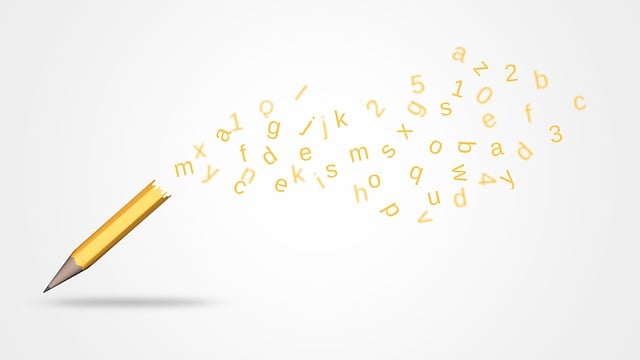 m x a 1 o l
y f g j j k 2 5 a z 2 b c
c n d e m s x g s 1 0 e f 3
e k i s h o q o b a d
p v u d w 4 y